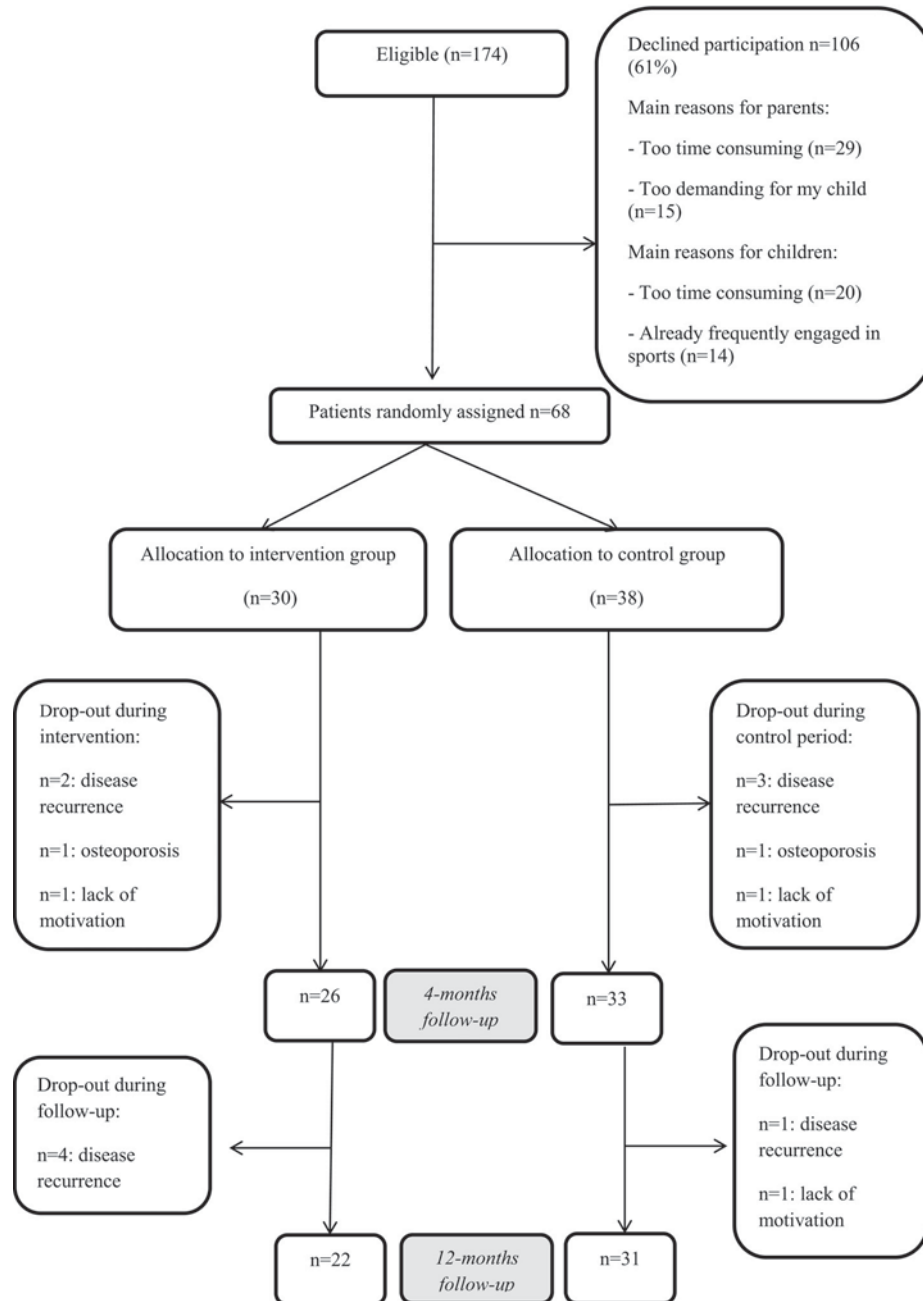 Eligible (n=174)
Declined participation n=106
(61%)
Main reasons for parents:
- Too time consuming (n=29)
- Too demanding for my child
(n=15)
Main reasons for children:
- Too time consuming (n=20)
- Already frequently engaged in
sports (n=14)
Patients randomly assigned n=68
Allocation to intervention group
(n=30)
Allocation to control group
(n=38)
Drop-out during
intervention:
n=2: disease
recurrence
n=1: osteoporosis
n=1: lack of
motivation
Drop-out during
control period:
n=3: disease
recurrence
n=1: osteoporosis
n=1: lack of
motivation
n=26
4-months
follow-up
n=33
Drop-out during
follow-up:
n=4: disease
recurrence
Drop-out during
follow-up:
n=1: disease
recurrence
n=1: lack of
motivation
n=22
12-months
follow-up
n=31